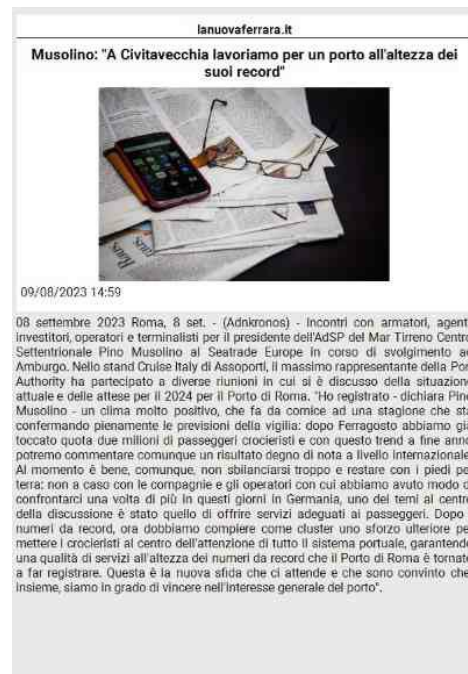 lanuovaferrara.it
Musolino: "A Civitavecchia lavoriamo per un porto all'altezza dei
suoi record"
09/08/2023 14:59
08 settembre 2023 Roma, 8 set. - (Adnkronos) - Incontri con armatori, agent
investitori, operatori e terminalisti per il presidente dell'AdSP del Mar Tirreno Centro
Settentrionale Pino Musolino al Seatrade Europe in corso di svolgimento ad
Amburgo. Nello stand Cruise Italy di Assoporti, il massimo rappresentante della Por
Authority ha partecipato a diverse riunioni in cui si è discusso della situazione
attuale e delle attese per il 2024 per il Porto di Roma. "Ho registrato - dichiara Pino
Musolino - un clima molto positivo, che fa da cornice ad una stagione che sta
confermando pienamente le previsioni della vigilia: dopo Ferragosto abbiamo già
toccato quota due milioni di passeggeri crocieristi e con questo trend a fine anno
potremo commentare comunque un risultato degno di nota a livello internazionale
Al momento è bene, comunque, non sbilanciarsi troppo e restare con i piedi per
terra: non a caso con le compagnie e gli operatori con cui abbiamo avuto modo d
confrontarci una volta di più in questi giorni in Germania, uno dei temi al centro
della discussione è stato quello di offrire servizi adeguati ai passeggeri. Dopo
numeri da record, ora dobbiamo compiere come cluster uno sforzo ulteriore per
mettere i crocieristi al centro dell'attenzione di tutto il sistema portuale, garantendo
una qualità di servizi all'altezza dei numeri da record che il Porto di Roma è tornato
a far registrare. Questa è la nuova sfida che ci attende e che sono convinto che
insieme, siamo in grado di vincere nell'interesse generale del porto".